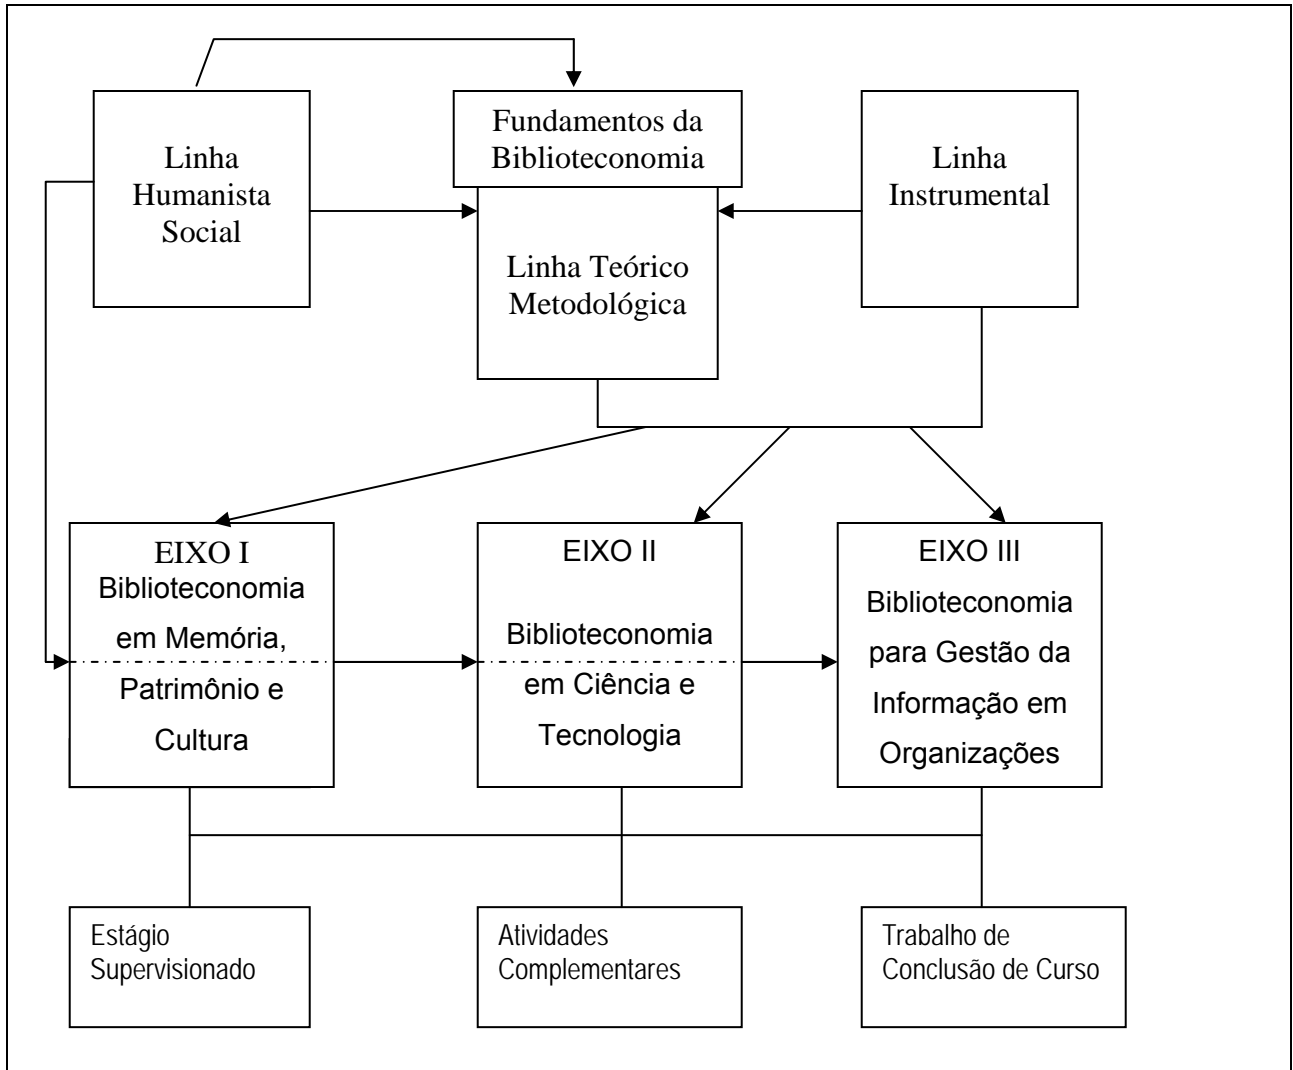 Linha
Humanista
Social
Fundamentos da
Biblioteconomia
Linha Teórico
Metodológica
Linha
Instrumental
EIXO I
Biblioteconomia
em Memória,
Patrimônio e
Cultura
EIXO II
Biblioteconomia
em Ciência e
Tecnologia
EIXO III
Biblioteconomia
para Gestão da
Informação em
Organizações
Estágio
Supervisionado
Atividades
Complementares
Trabalho de
Conclusão de Curso